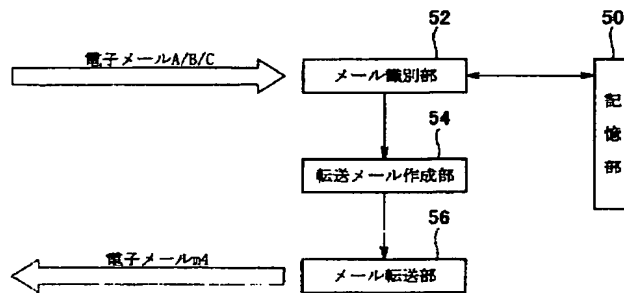 52
50
電子メールA/B/C
メール識別部
記憶部
54
転送メール作成部
56
電子メールm4
メール転送部